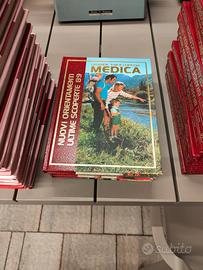 MEDICA
NUOVI ORIENTAMENTI
ULTIME SCOPERTE 89
subito